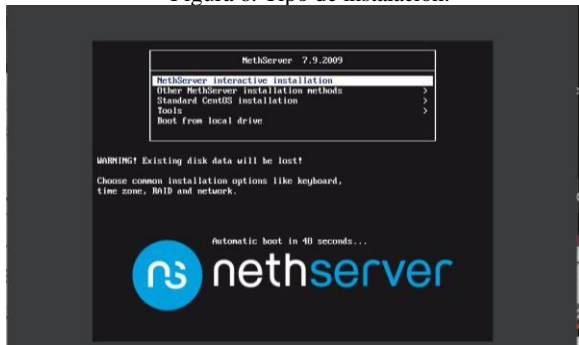 Figura 6. Tipo de instalación.
NethServer 7.9.2009
NethServer interactive installation
Other NethServer installation methods >
Standard CentOS installation >
Tools >
Boot from local drive
WARNING! Existing disk data will be lost!
Choose common installation options like keyboard,
time zone, RAID and network.
Automatic boot in 48 seconds...
ns nethserver